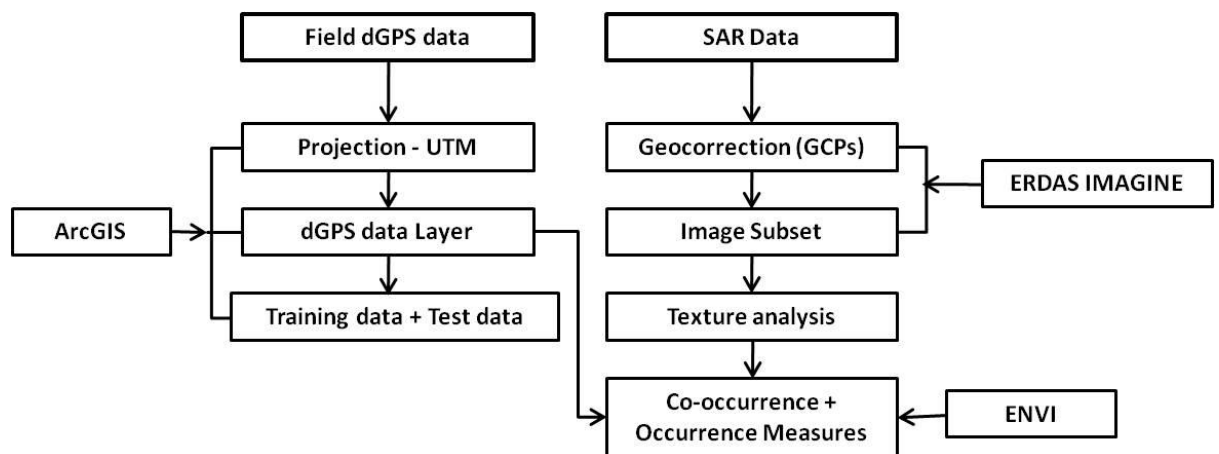 Field dGPS data
SAR Data
Projection - UTM
Geocorrection (GCPs)
ERDAS IMAGINE
ArcGIS
dGPS data Layer
Image Subset
Training data + Test data
Texture analysis
Co-occurrence +
Occurrence Measures
ENVI